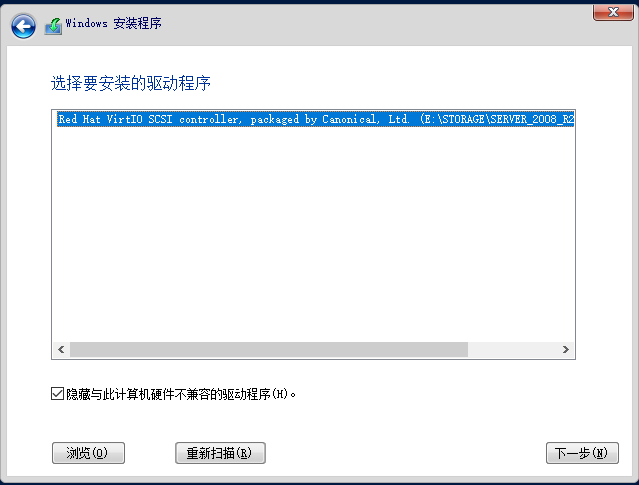 Windows 安装程序
选择要安装的驱动程序
Red Hat VirtIO SCSI controller, packaged by Canonical, Ltd. (E:\STORAGE\SERVER_2008_R2
隐藏与此计算机硬件不兼容的驱动程序(H)。
浏览(O)
重新扫描(R)
下一步(N)